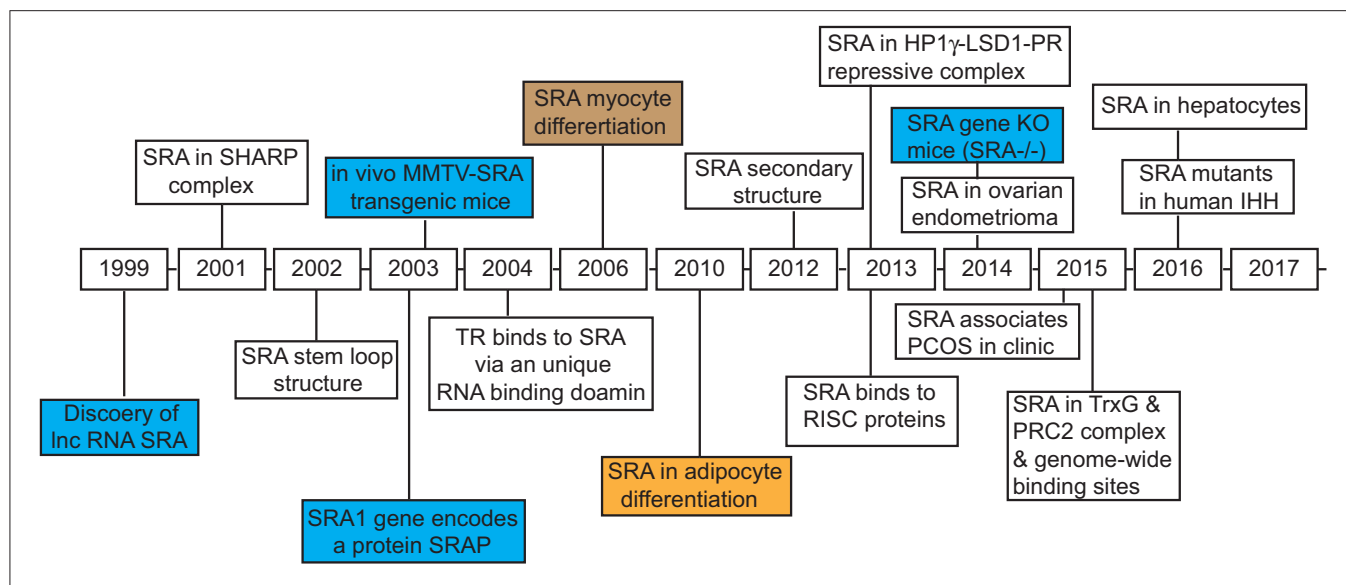 SRA in HP1γ-LSD1-PR
repressive complex
SRA myocyte
differertiation
SRA in hepatocytes
SRA gene KO
mice (SRA-/-)
SRA in SHARP
complex
in vivo MMTV-SRA
transgenic mice
SRA secondary
structure
SRA in ovarian
endometrioma
SRA mutants
in human IHH
1999
2001
2002
2003
2004
2006
2010
2012
2013
2014
2015
2016
2017
SRA stem loop
structure
TR binds to SRA
via an unique
RNA binding doamin
SRA associates
PCOS in clinic
Discoery of
lnc RNA SRA
SRA binds to
RISC proteins
SRA in TrxG &
PRC2 complex
& genome-wide
binding sites
SRA in adipocyte
differentiation
SRA1 gene encodes
a protein SRAP